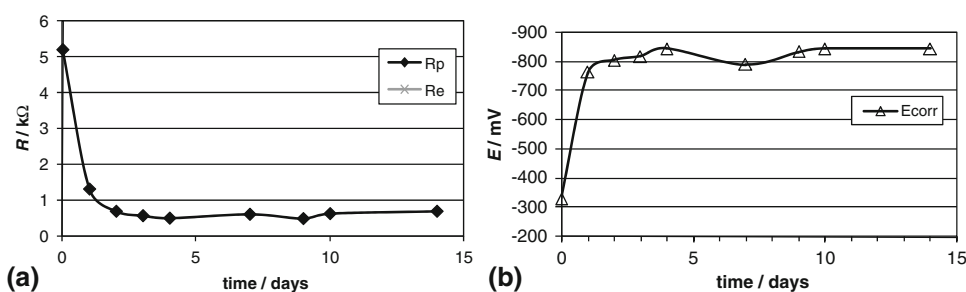 6
5
4
3
2
1
0
R / kΩ
Rp
Re
0 5 10 15
time / days
(a)
-900
-800
-700
-600
-500
-400
-300
-200
E / mV
Ecorr
0 5 10 15
time / days
(b)